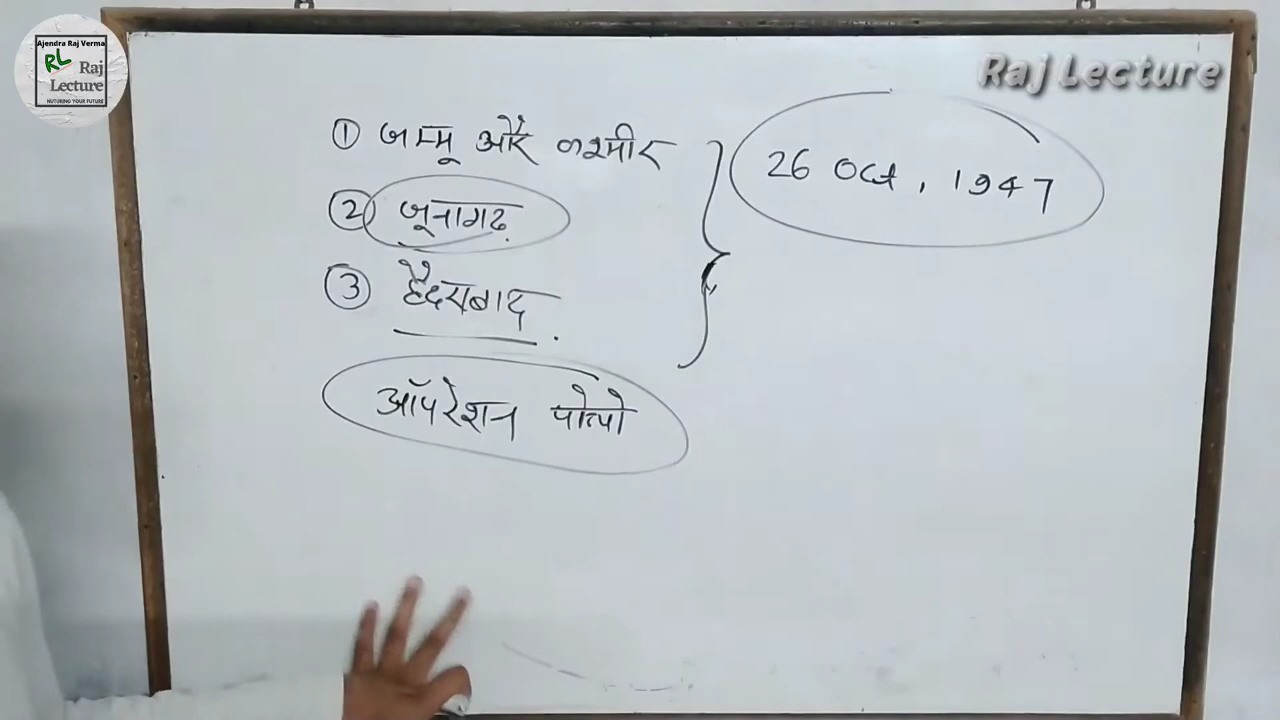 Ajendra Raj Verma
RL Raj
Lecture
NUTURING YOUR FUTURE
Raj Lecture
① जम्मू और कश्मीर
26 Oct, 1947
② जूनागढ़
③ हैदराबाद
ऑपरेशन पोलो